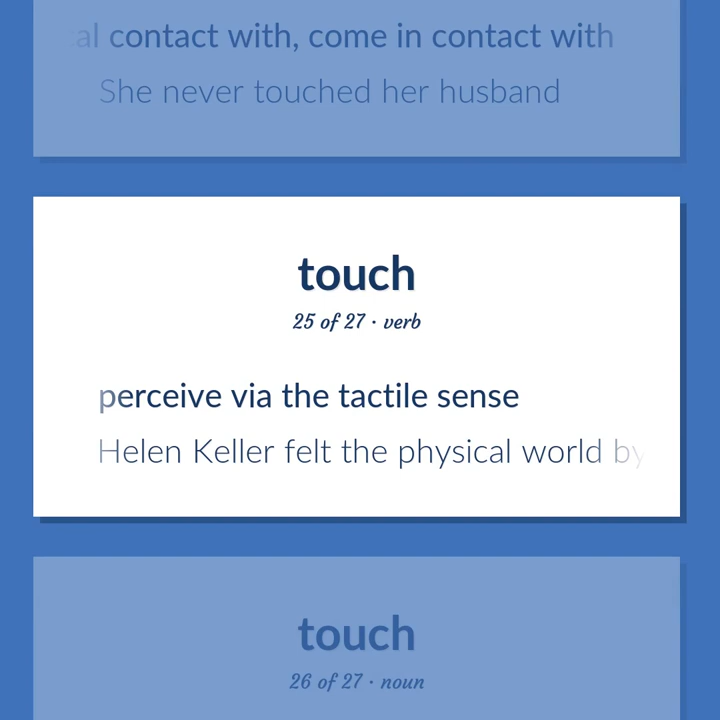 contact with, come in contact with
She never touched her husband
touch
25 of 27 · verb
perceive via the tactile sense
Helen Keller felt the physical world by
touch
26 of 27 · noun